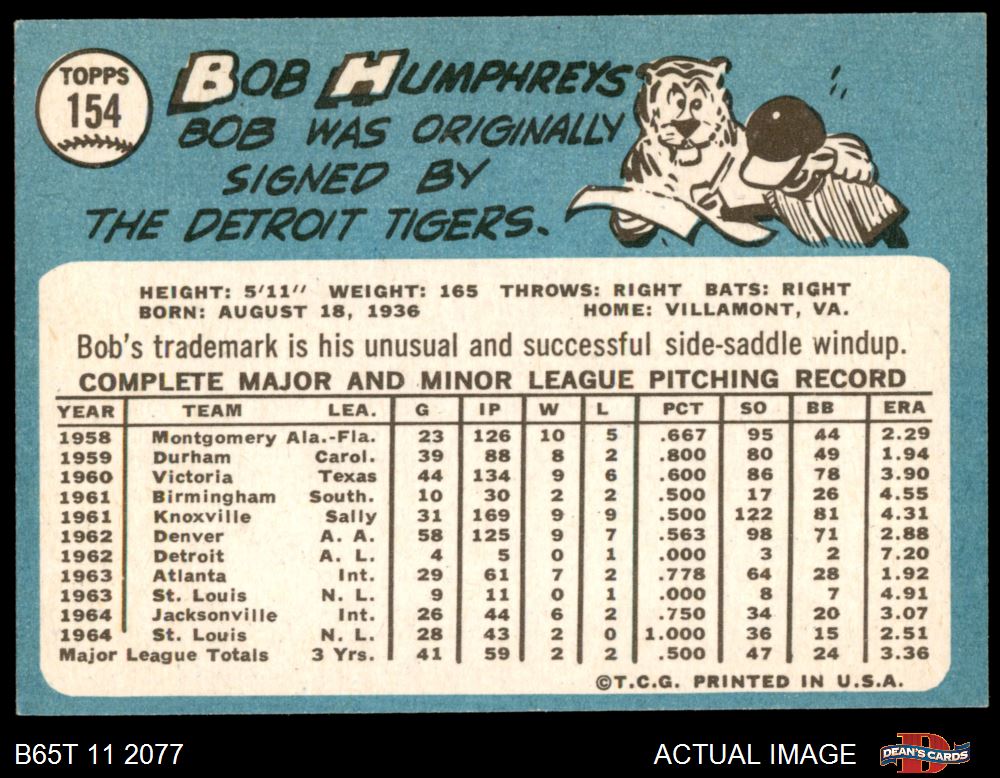 TOPPS
154
BOB HUMPHREYS
BOB WAS ORIGINALLY
SIGNED BY
THE DETROIT TIGERS.
HEIGHT: 5'11" WEIGHT: 165 THROWS: RIGHT BATS: RIGHT
BORN: AUGUST 18, 1936 HOME: VILLAMONT, VA.
Bob's trademark is his unusual and successful side-saddle windup.
COMPLETE MAJOR AND MINOR LEAGUE PITCHING RECORD
YEAR TEAM LEA. G IP W L PCT SO BB ERA
1958 Montgomery Ala.-Fla. 23 126 10 5 .667 95 44 2.29
1959 Durham Carol. 39 88 8 2 .800 80 49 1.94
1960 Victoria Texas 44 134 9 6 .600 86 78 3.90
1961 Birmingham South. 10 30 2 2 .500 17 26 4.55
1961 Knoxville Sally 31 169 9 9 .500 122 81 4.31
1962 Denver A. A. 58 125 9 7 .563 98 71 2.88
1962 Detroit A. L. 4 5 0 1 .000 3 2 7.20
1963 Atlanta Int. 29 61 7 2 .778 64 28 1.92
1963 St. Louis N. L. 9 11 0 1 .000 8 7 4.91
1964 Jacksonville Int. 26 44 6 2 .750 34 20 3.07
1964 St. Louis N. L. 28 43 2 0 1.000 36 15 2.51
Major League Totals 3 Yrs. 41 59 2 2 .500 47 24 3.36
©T.C.G. PRINTED IN U.S.A.
B65T 11 2077 ACTUAL IMAGE DEAN'S CARDS